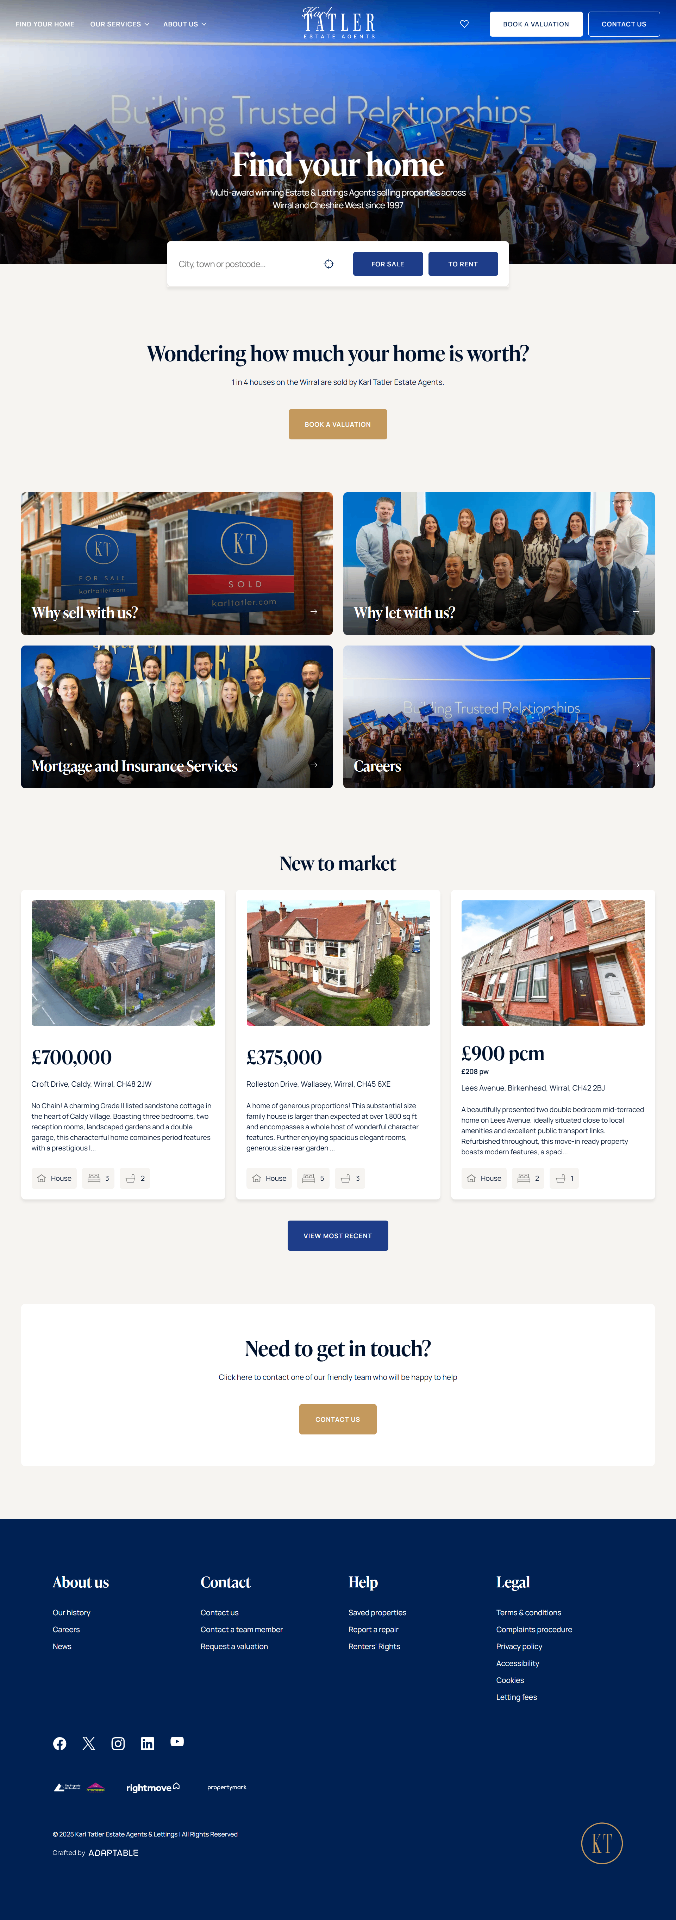 FIND YOUR HOME
OUR SERVICES
ABOUT US
Karl
TATLER
ESTATE AGENTS
BOOK A VALUATION
CONTACT US
Building Trusted Relationships
Find your home
Multi-award winning Estate & Lettings Agents selling properties across
Wirral and Cheshire West since 1997
City, town or postcode...
FOR SALE
TO RENT
Wondering how much your home is worth?
1 in 4 houses on the Wirral are sold by Karl Tatler Estate Agents.
BOOK A VALUATION
KT
FOR SALE
karltatler.com
KT
SOLD
karltatler.com
Why sell with us?
Why let with us?
TATLER
Mortgage and Insurance Services
Building Trusted Relationships
Careers
New to market
£700,000
Croft Drive, Caldy, Wirral, CH48 2JW
No Chain! A charming Grade II listed sandstone cottage in
the heart of Caldy Village. Boasting three bedrooms, two
reception rooms, landscaped gardens and a double
garage, this characterful home combines period features
with a prestigious l...
House
3
2
£375,000
Rolleston Drive, Wallasey, Wirral, CH45 6XE
A home of generous proportions! This substantial size
family house is larger than expected at over 1,800 sq ft
and encompasses a whole host of wonderful character
features. Further enjoying spacious elegant rooms,
generous size rear garden ...
House
5
3
£900 pcm
£208 pw
Lees Avenue, Birkenhead, Wirral, CH42 2BJ
A beautifully presented two double bedroom mid-terraced
home on Lees Avenue, ideally situated close to local
amenities and excellent public transport links.
Refurbished throughout, this move-in ready property
boasts modern features, a spaci...
House
2
1
VIEW MOST RECENT
Need to get in touch?
Click here to contact one of our friendly team who will be happy to help
CONTACT US
About us
Our history
Careers
News
Contact
Contact us
Contact a team member
Request a valuation
Help
Saved properties
Report a repair
Renters' Rights
Legal
Terms & conditions
Complaints procedure
Privacy policy
Accessibility
Cookies
Letting fees
rightmove
propertymark
© 2025 Karl Tatler Estate Agents & Lettings | All Rights Reserved
Crafted by ADAPTABLE
KT